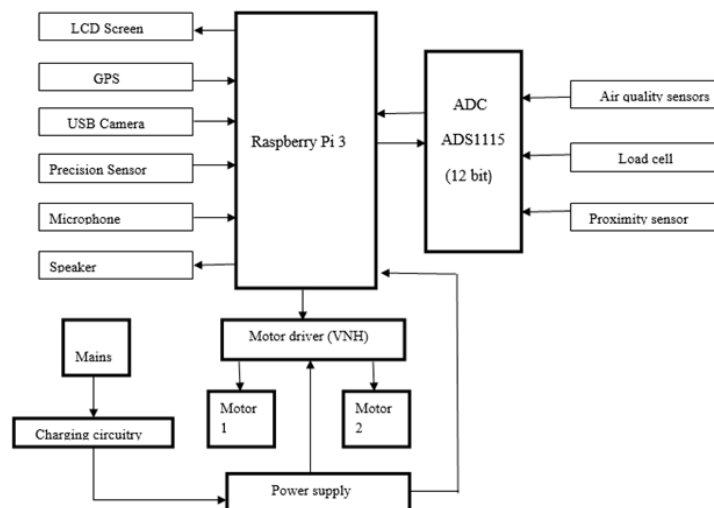 LCD Screen
GPS
USB Camera
Precision Sensor
Microphone
Speaker
Raspberry Pi 3
ADC
ADS1115
(12 bit)
Air quality sensors
Load cell
Proximity sensor
Motor driver (VNH)
Mains
Motor
1
Motor
2
Charging circuitry
Power supply